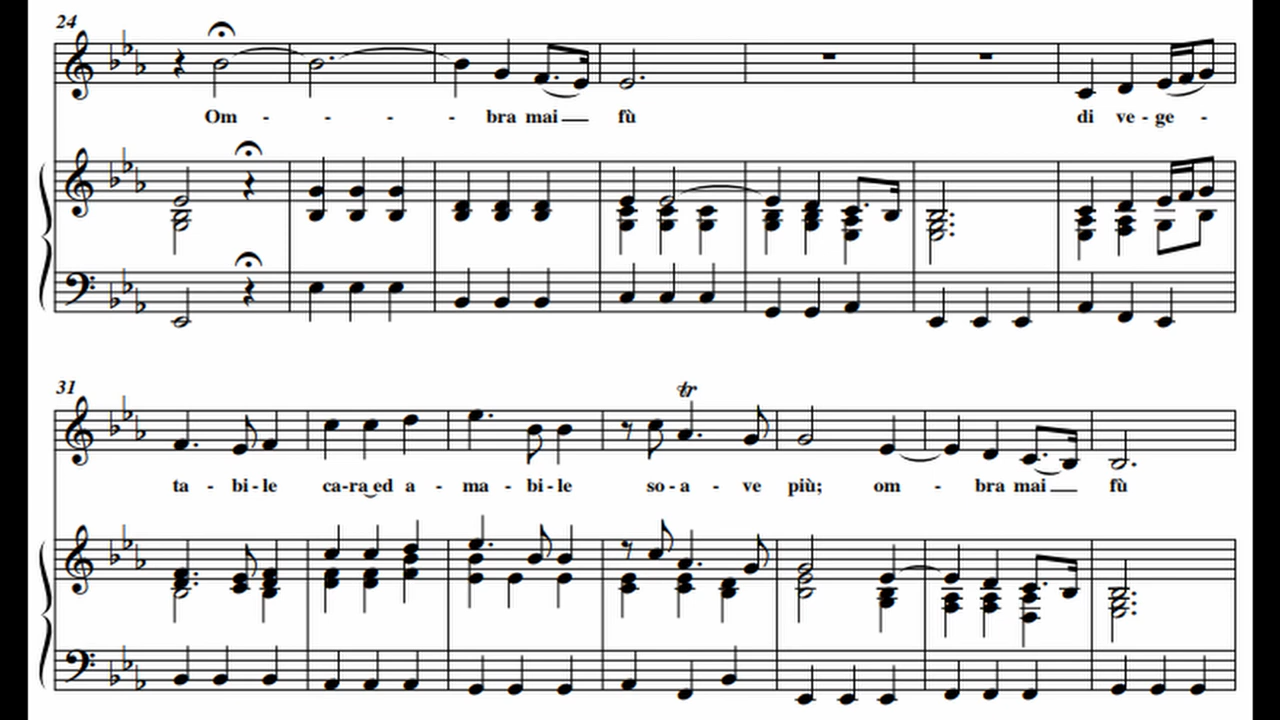 24
Om - - - - bra mai fù di ve - ge -
31
tr
ta - bi - le ca - ra ed a - ma - bi - le so - a - ve più; om - bra mai fù